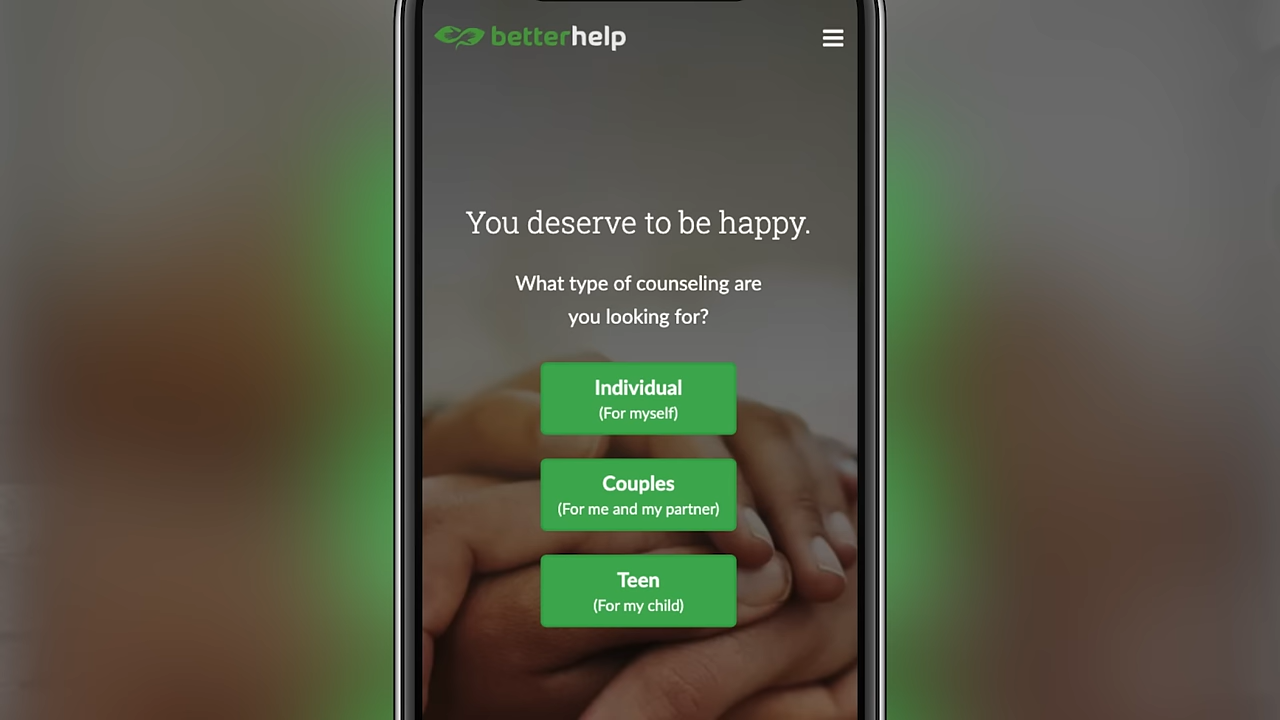 betterhelp
You deserve to be happy.
What type of counseling are
you looking for?
Individual
(For myself)
Couples
(For me and my partner)
Teen
(For my child)